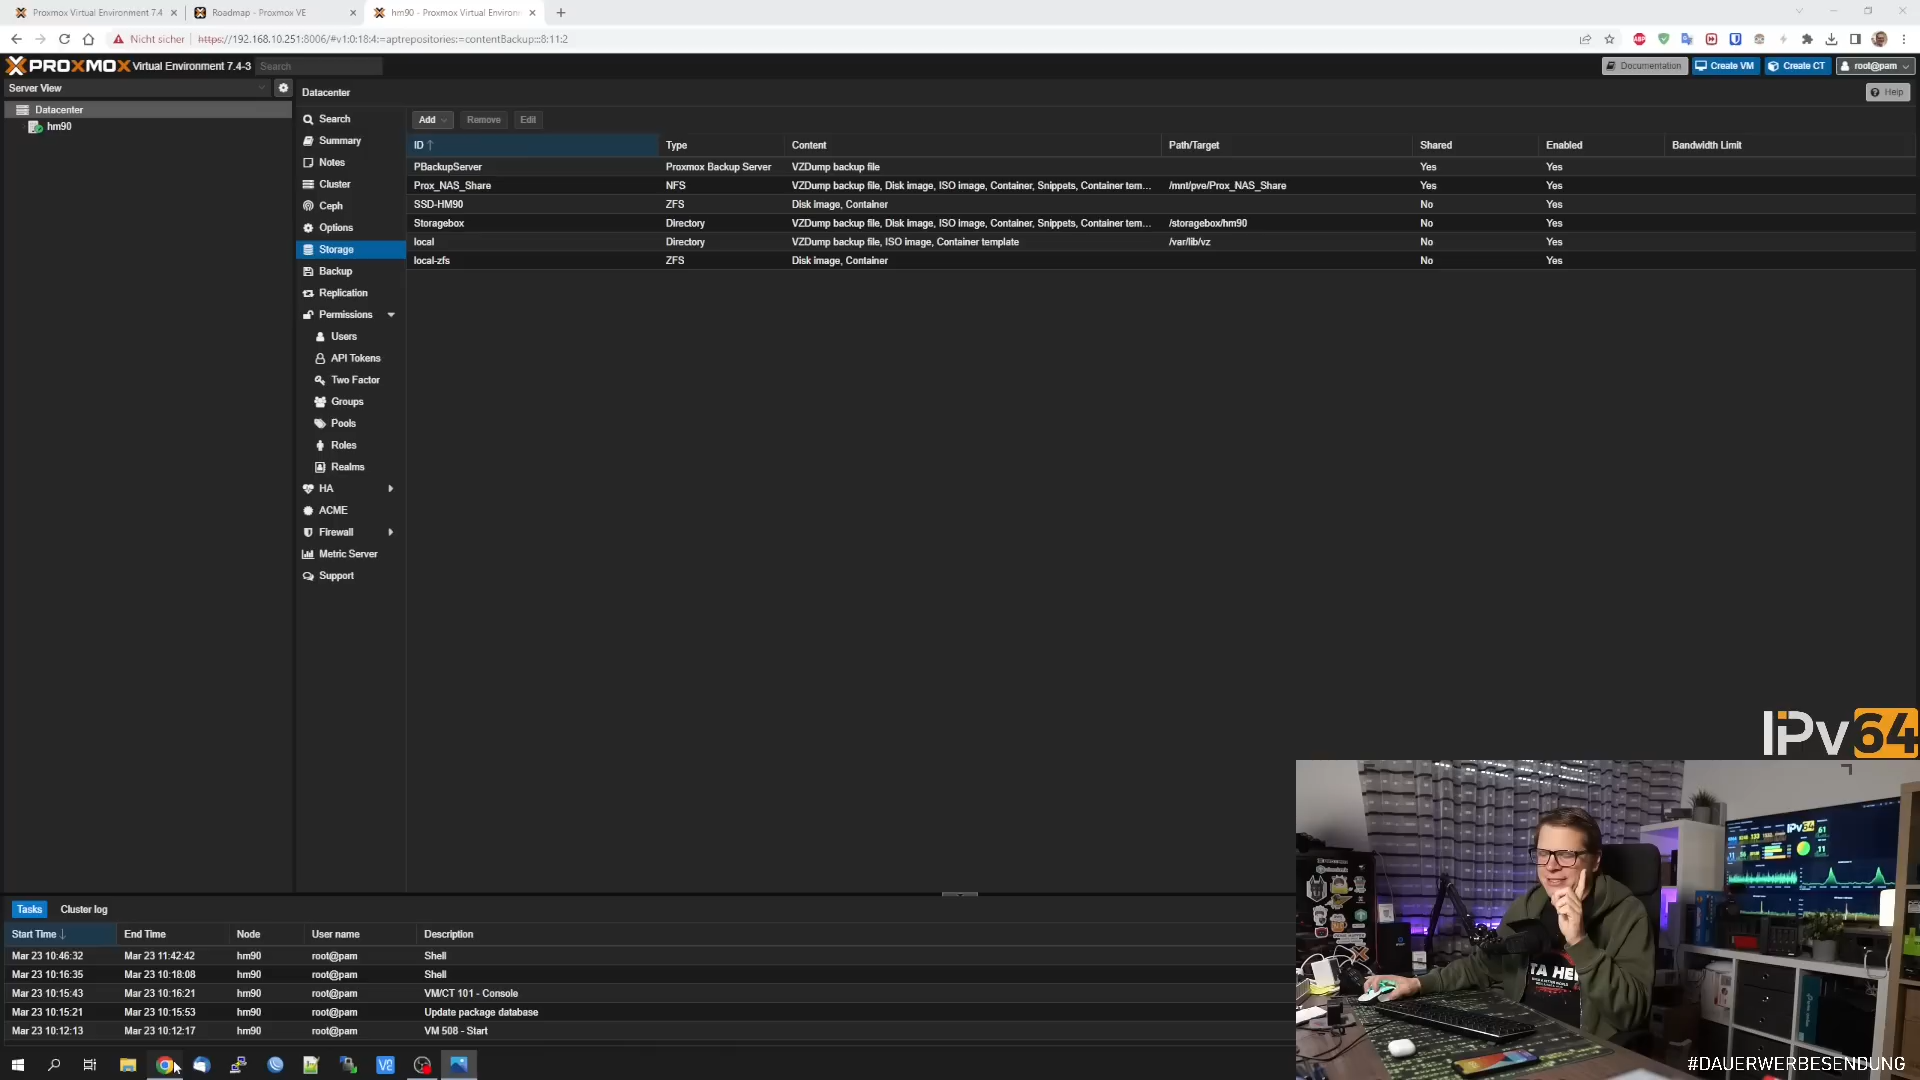 Proxmox Virtual Environment 7.4
Roadmap - Proxmox VE
hm90 - Proxmox Virtual Environ
Nicht sicher
https://192.168.10.251:8006/#v1:0:18:4:=aptrepositories:=contentBackup:::8:11:2
PROXMOX Virtual Environment 7.4-3
Search
Documentation
Create VM
Create CT
root@pam
Server View
Datacenter
Help
Datacenter
hm90
Search
Summary
Notes
Cluster
Ceph
Options
Storage
Backup
Replication
Permissions
Users
API Tokens
Two Factor
Groups
Pools
Roles
Realms
HA
ACME
Firewall
Metric Server
Support
Add
Remove
Edit
ID Type Content Path/Target Shared Enabled Bandwidth Limit
PBackupServer Proxmox Backup Server VZDump backup file Yes Yes
Prox_NAS_Share NFS VZDump backup file, Disk image, ISO image, Container, Snippets, Container tem... /mnt/pve/Prox_NAS_Share Yes Yes
SSD-HM90 ZFS Disk image, Container No Yes
Storagebox Directory VZDump backup file, Disk image, ISO image, Container, Snippets, Container tem... /storagebox/hm90 No Yes
local Directory VZDump backup file, ISO image, Container template /var/lib/vz No Yes
local-zfs ZFS Disk image, Container No Yes
IPv64
Tasks
Cluster log
Start Time End Time Node User name Description
Mar 23 10:46:32 Mar 23 11:42:42 hm90 root@pam Shell
Mar 23 10:16:35 Mar 23 10:18:08 hm90 root@pam Shell
Mar 23 10:15:43 Mar 23 10:16:21 hm90 root@pam VM/CT 101 - Console
Mar 23 10:15:21 Mar 23 10:15:53 hm90 root@pam Update package database
Mar 23 10:12:13 Mar 23 10:12:17 hm90 root@pam VM 508 - Start
IPv64
61
11
TA HE
#DAUERWERBESENDUNG